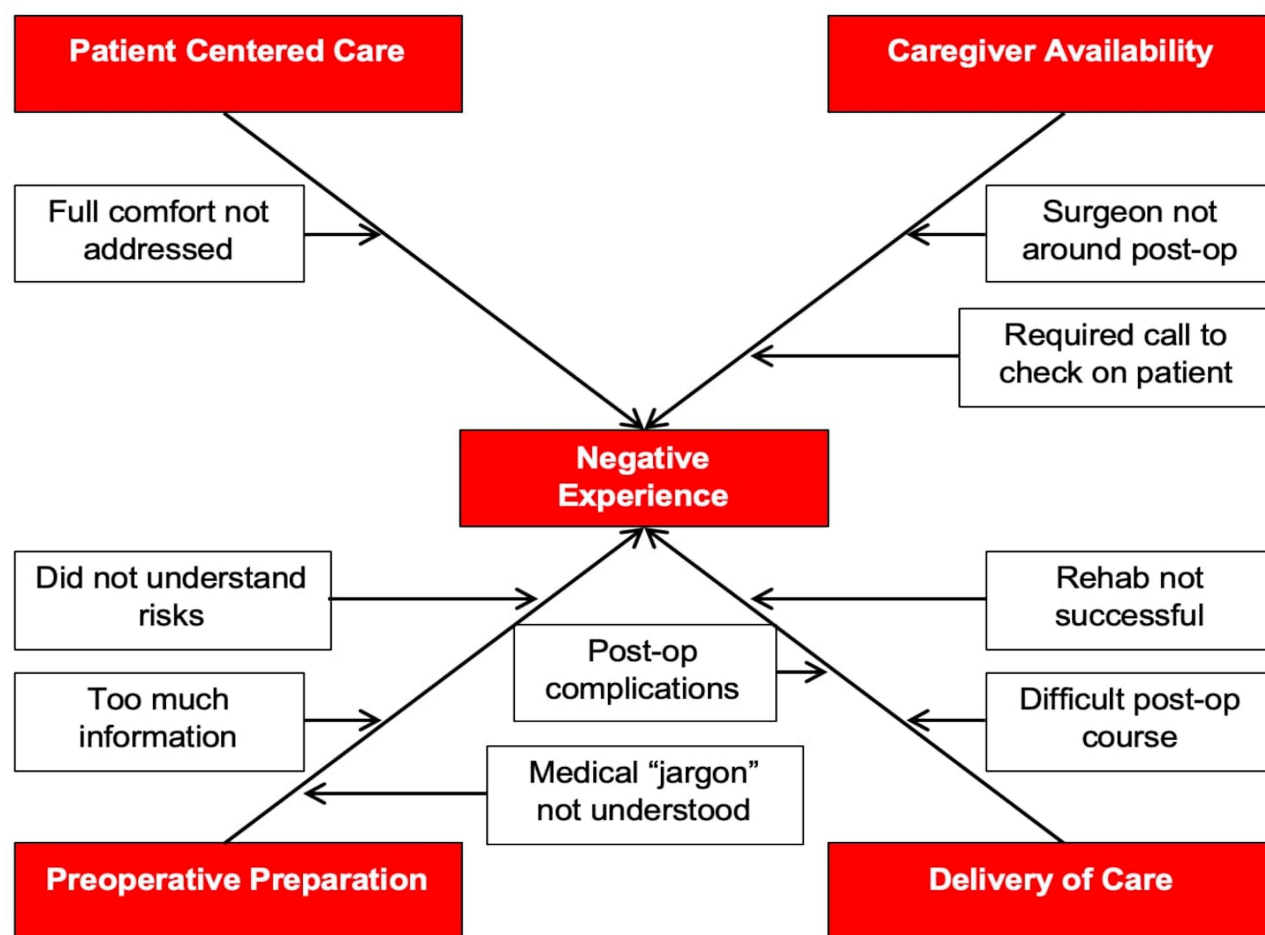 Patient Centered Care
Caregiver Availability
Full comfort not
addressed
Surgeon not
around post-op
Required call to
check on patient
Negative
Experience
Did not understand
risks
Rehab not
successful
Post-op
complications
Too much
information
Difficult post-op
course
Medical “jargon”
not understood
Preoperative Preparation
Delivery of Care